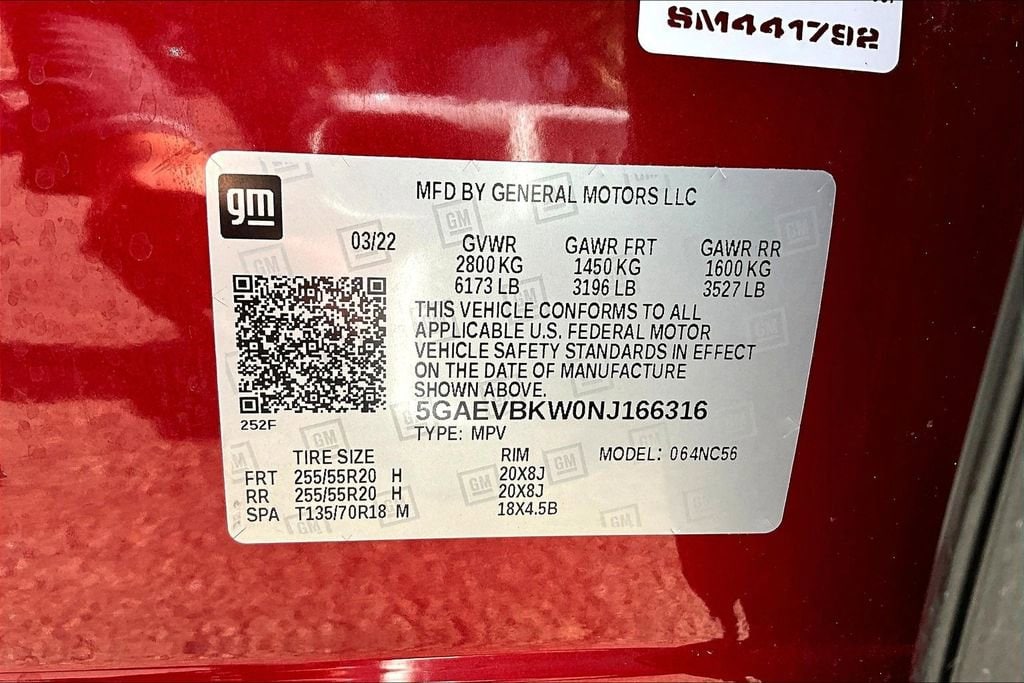 SM441792
gm
MFD BY GENERAL MOTORS LLC
03/22 GVWR GAWR FRT GAWR RR
2800 KG 1450 KG 1600 KG
6173 LB 3196 LB 3527 LB
THIS VEHICLE CONFORMS TO ALL
APPLICABLE U.S. FEDERAL MOTOR
VEHICLE SAFETY STANDARDS IN EFFECT
ON THE DATE OF MANUFACTURE
SHOWN ABOVE.
5GAEVBKW0NJ166316
252F
TYPE: MPV
TIRE SIZE RIM MODEL: 064NC56
FRT 255/55R20 H 20X8J
RR 255/55R20 H 20X8J
SPA T135/70R18 M 18X4.5B